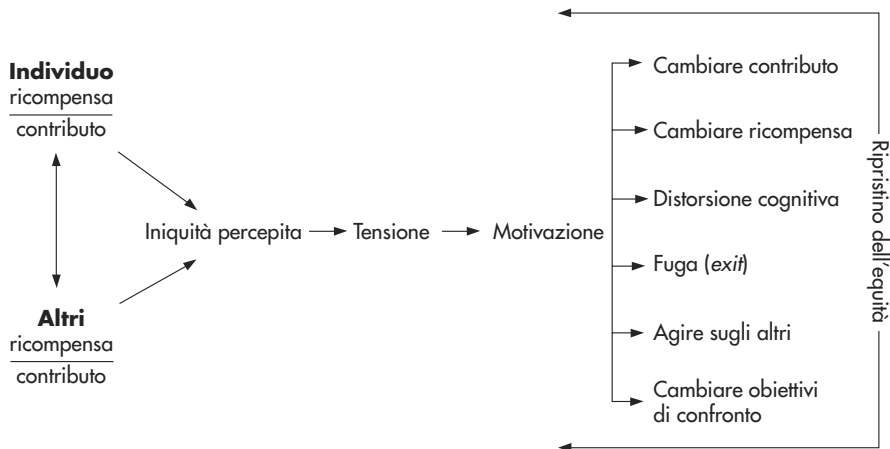 Individuo
ricompensa
contributo
Altri
ricompensa
contributo
Iniquità percepita
Tensione
Motivazione
Cambiare contributo
Cambiare ricompensa
Distorsione cognitiva
Fuga (exit)
Agire sugli altri
Cambiare obiettivi
di confronto
Ripristino dell'equità